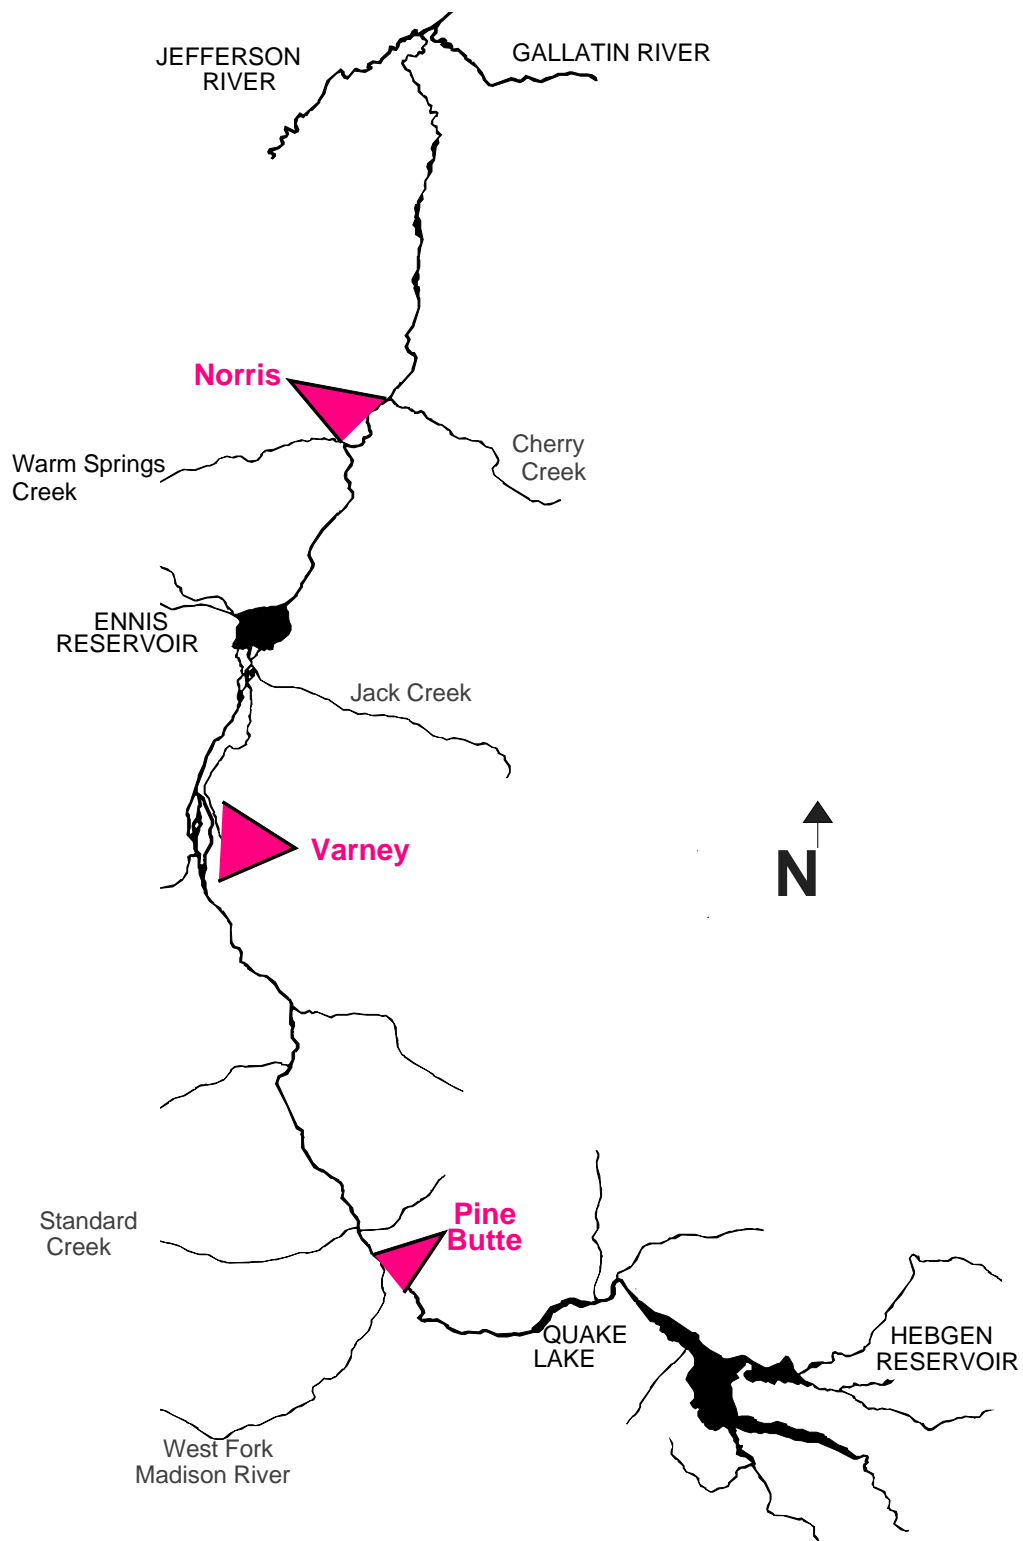 JEFFERSON
RIVER
GALLATIN RIVER
Norris
Cherry
Creek
Warm Springs
Creek
ENNIS
RESERVOIR
Jack Creek
Varney
N
Standard
Creek
Pine
Butte
QUAKE
LAKE
HEBGEN
RESERVOIR
West Fork
Madison River